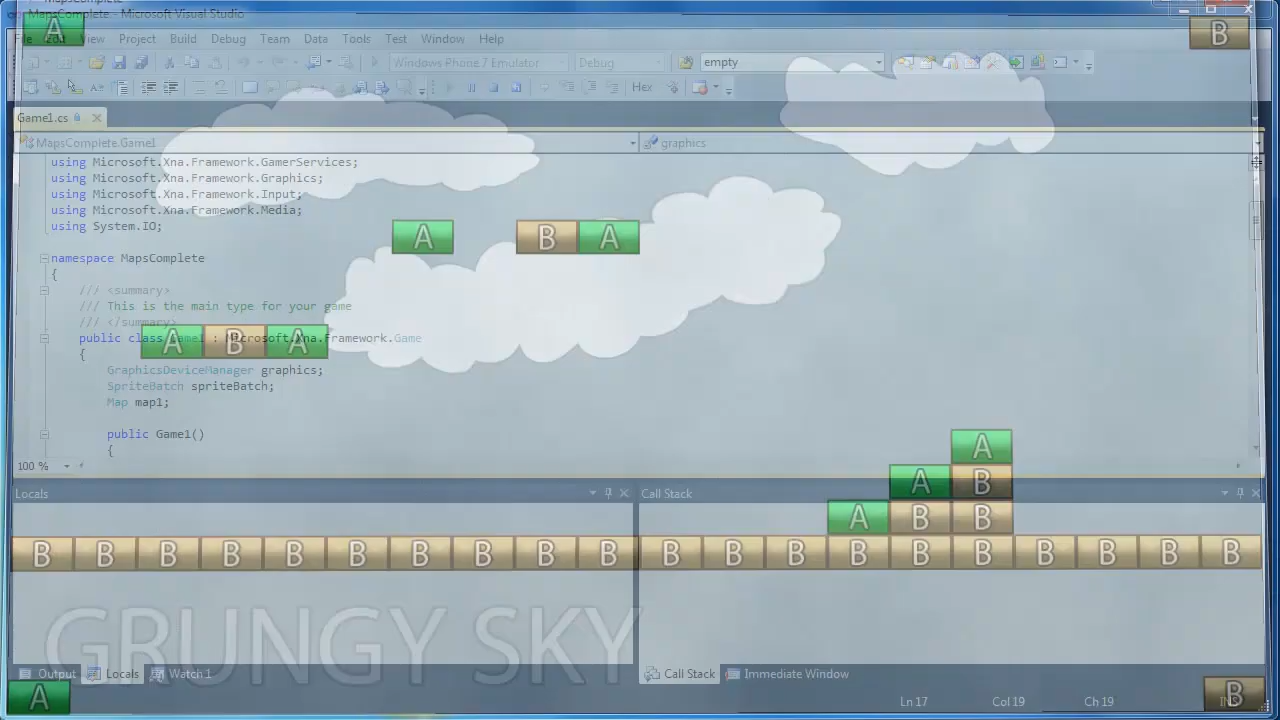 MapsComplete
MapsComplete - Microsoft Visual Studio
A
B
File Edit View Project Build Debug Team Data Tools Test Window Help
Windows Phone 7 Emulator Debug empty
Hex
Game1.cs
MapsComplete.Game1 graphics
using Microsoft.Xna.Framework.GamerServices;
using Microsoft.Xna.Framework.Graphics;
using Microsoft.Xna.Framework.Input;
using Microsoft.Xna.Framework.Media;
using System.IO;
A B A
namespace MapsComplete
{
/// <summary>
/// This is the main type for your game
/// </summary>
public class Game1 : Microsoft.Xna.Framework.Game
A B A
{
GraphicsDeviceManager graphics;
SpriteBatch spriteBatch;
Map map1;
public Game1()
{
A
100 %
A B
Locals Call Stack
A B B
B B B B B B B B B B B B B B B B B B B B
GRUNGY SKY
Output Locals Watch 1 Call Stack Immediate Window
A B
Ln 17 Col 19 Ch 19 INS